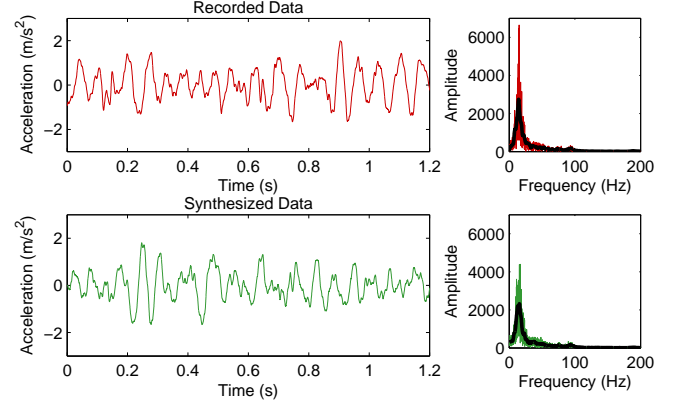 Recorded Data
Acceleration (m/s²)
2
0
−2
0 0.2 0.4 0.6 0.8 1 1.2
Time (s)
Amplitude
6000
4000
2000
0
0 100 200
Frequency (Hz)
Synthesized Data
Acceleration (m/s²)
2
0
−2
0 0.2 0.4 0.6 0.8 1 1.2
Time (s)
Amplitude
6000
4000
2000
0
0 100 200
Frequency (Hz)